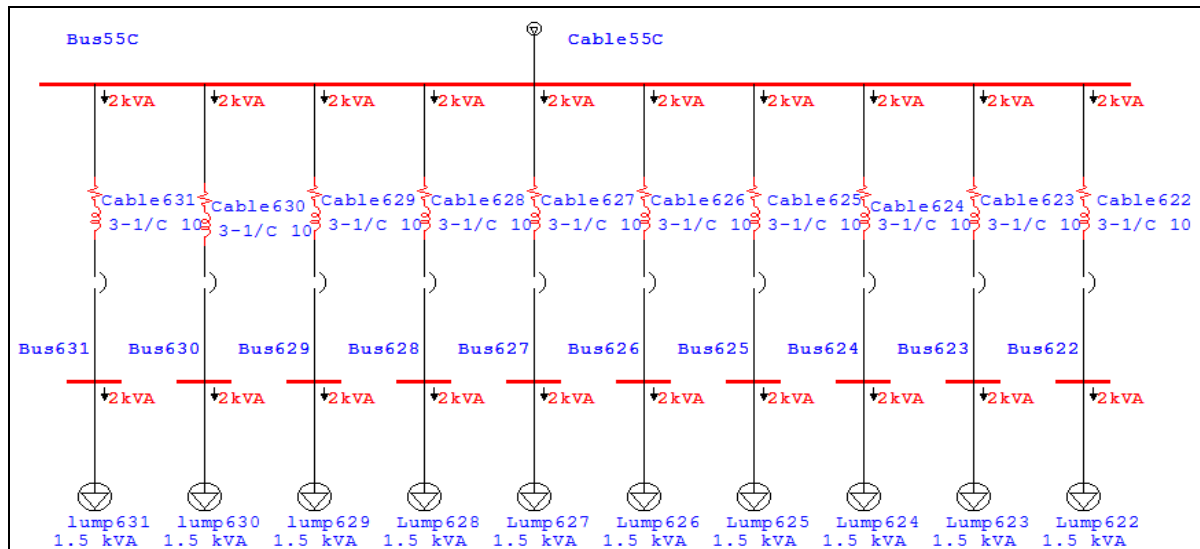 Bus55C Cable55C
2kVA 2kVA 2kVA 2kVA 2kVA 2kVA 2kVA 2kVA 2kVA 2kVA
Cable631 Cable630 Cable629 Cable628 Cable627 Cable626 Cable625 Cable624 Cable623 Cable622
3-1/C 10 3-1/C 10 3-1/C 10 3-1/C 10 3-1/C 10 3-1/C 10 3-1/C 10 3-1/C 10 3-1/C 10 3-1/C 10
Bus631 Bus630 Bus629 Bus628 Bus627 Bus626 Bus625 Bus624 Bus623 Bus622
2kVA 2kVA 2kVA 2kVA 2kVA 2kVA 2kVA 2kVA 2kVA 2kVA
lump631 lump630 lump629 Lump628 Lump627 Lump626 Lump625 Lump624 Lump623 Lump622
1.5 kVA 1.5 kVA 1.5 kVA 1.5 kVA 1.5 kVA 1.5 kVA 1.5 kVA 1.5 kVA 1.5 kVA 1.5 kVA